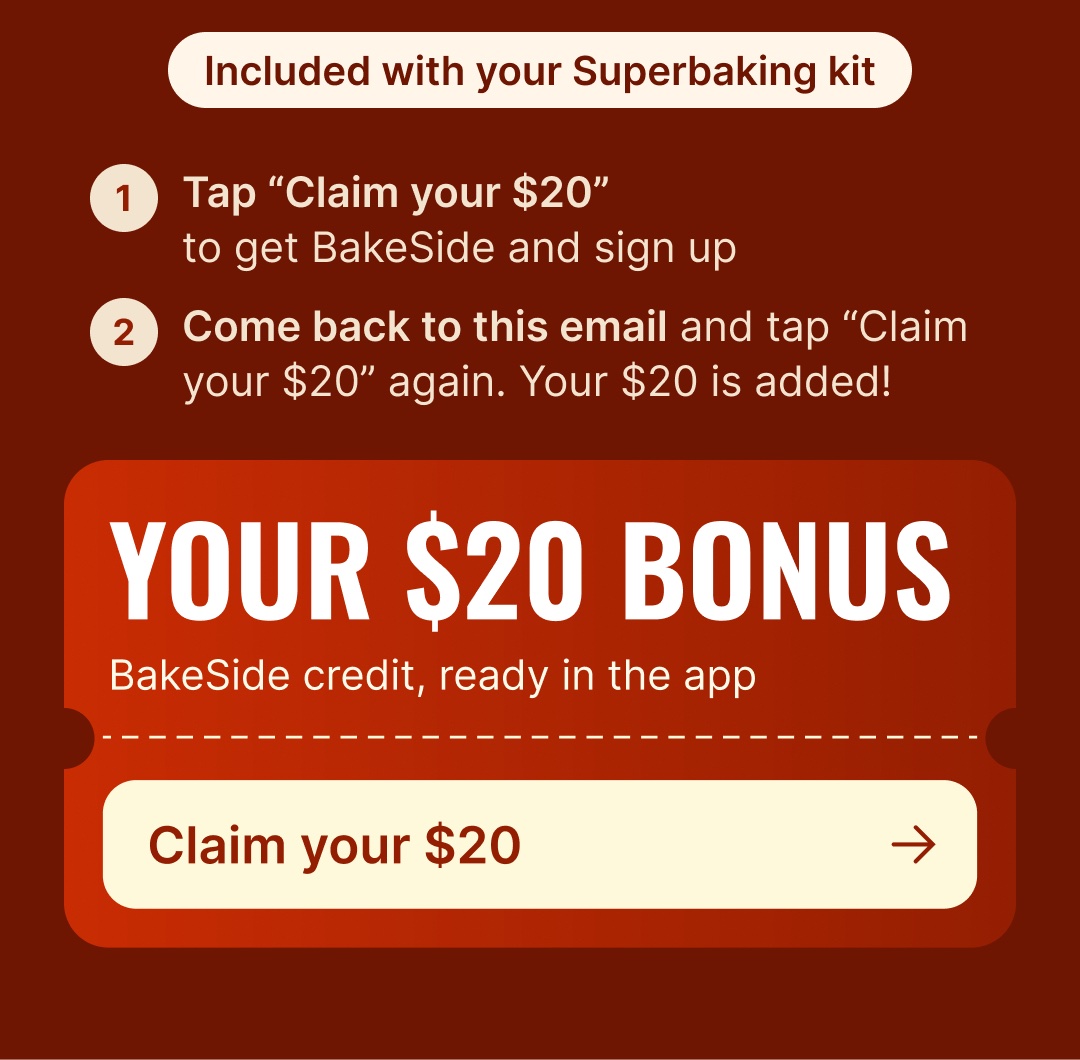 Included with your Superbaking kit
1
Tap “Claim your $20”
to get BakeSide and sign up
2
Come back to this email and tap “Claim
your $20” again. Your $20 is added!
YOUR $20 BONUS
BakeSide credit, ready in the app
Claim your $20